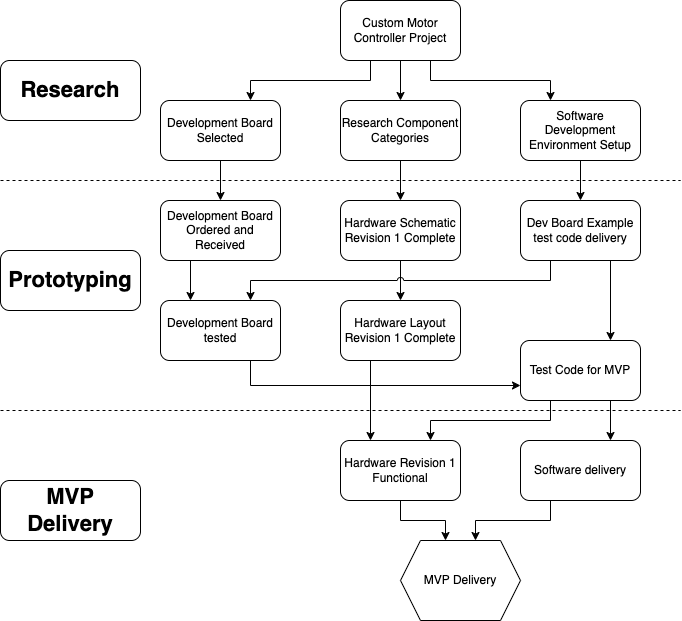 Custom Motor
Controller Project
Research
Development Board
Selected
Research Component
Categories
Software
Development
Environment Setup
Development Board
Ordered and
Received
Hardware Schematic
Revision 1 Complete
Dev Board Example
test code delivery
Prototyping
Development Board
tested
Hardware Layout
Revision 1 Complete
Test Code for MVP
MVP
Delivery
Hardware Revision 1
Functional
Software delivery
MVP Delivery